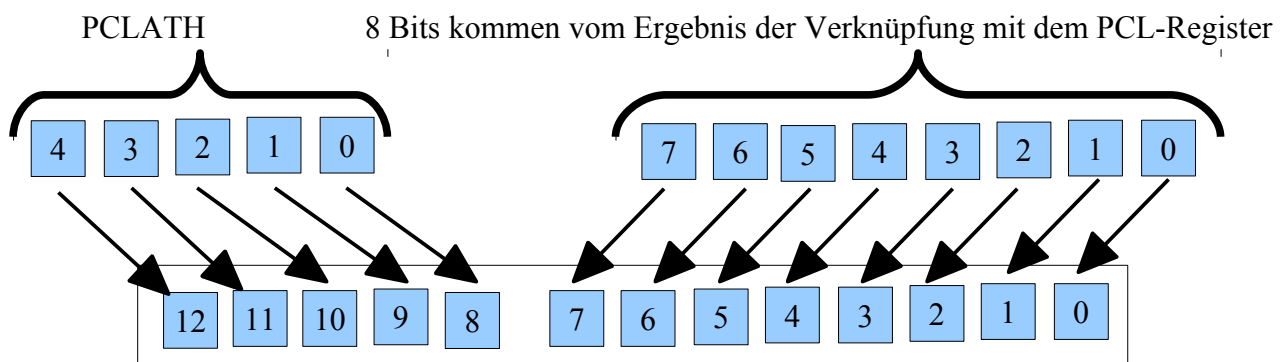 PCLATH 8 Bits kommen vom Ergebnis der Verknüpfung mit dem PCL-Register
4 3 2 1 0 7 6 5 4 3 2 1 0
12 11 10 9 8 7 6 5 4 3 2 1 0